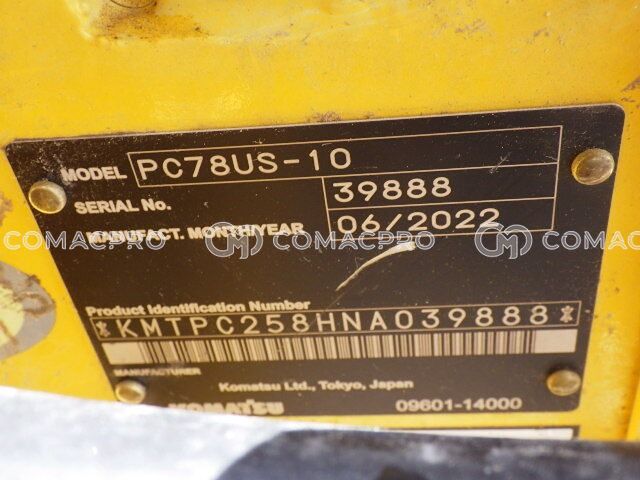 MODEL PC78US-10
SERIAL No. 39888
MANUFACT. MONTH/YEAR 06/2022
COMACPRO COMACPRO COMACPRO
Product Identification Number
*KMTPC258HNA039888*
MANUFACTURER
Komatsu Ltd., Tokyo, Japan
KOMATSU 09601-14000